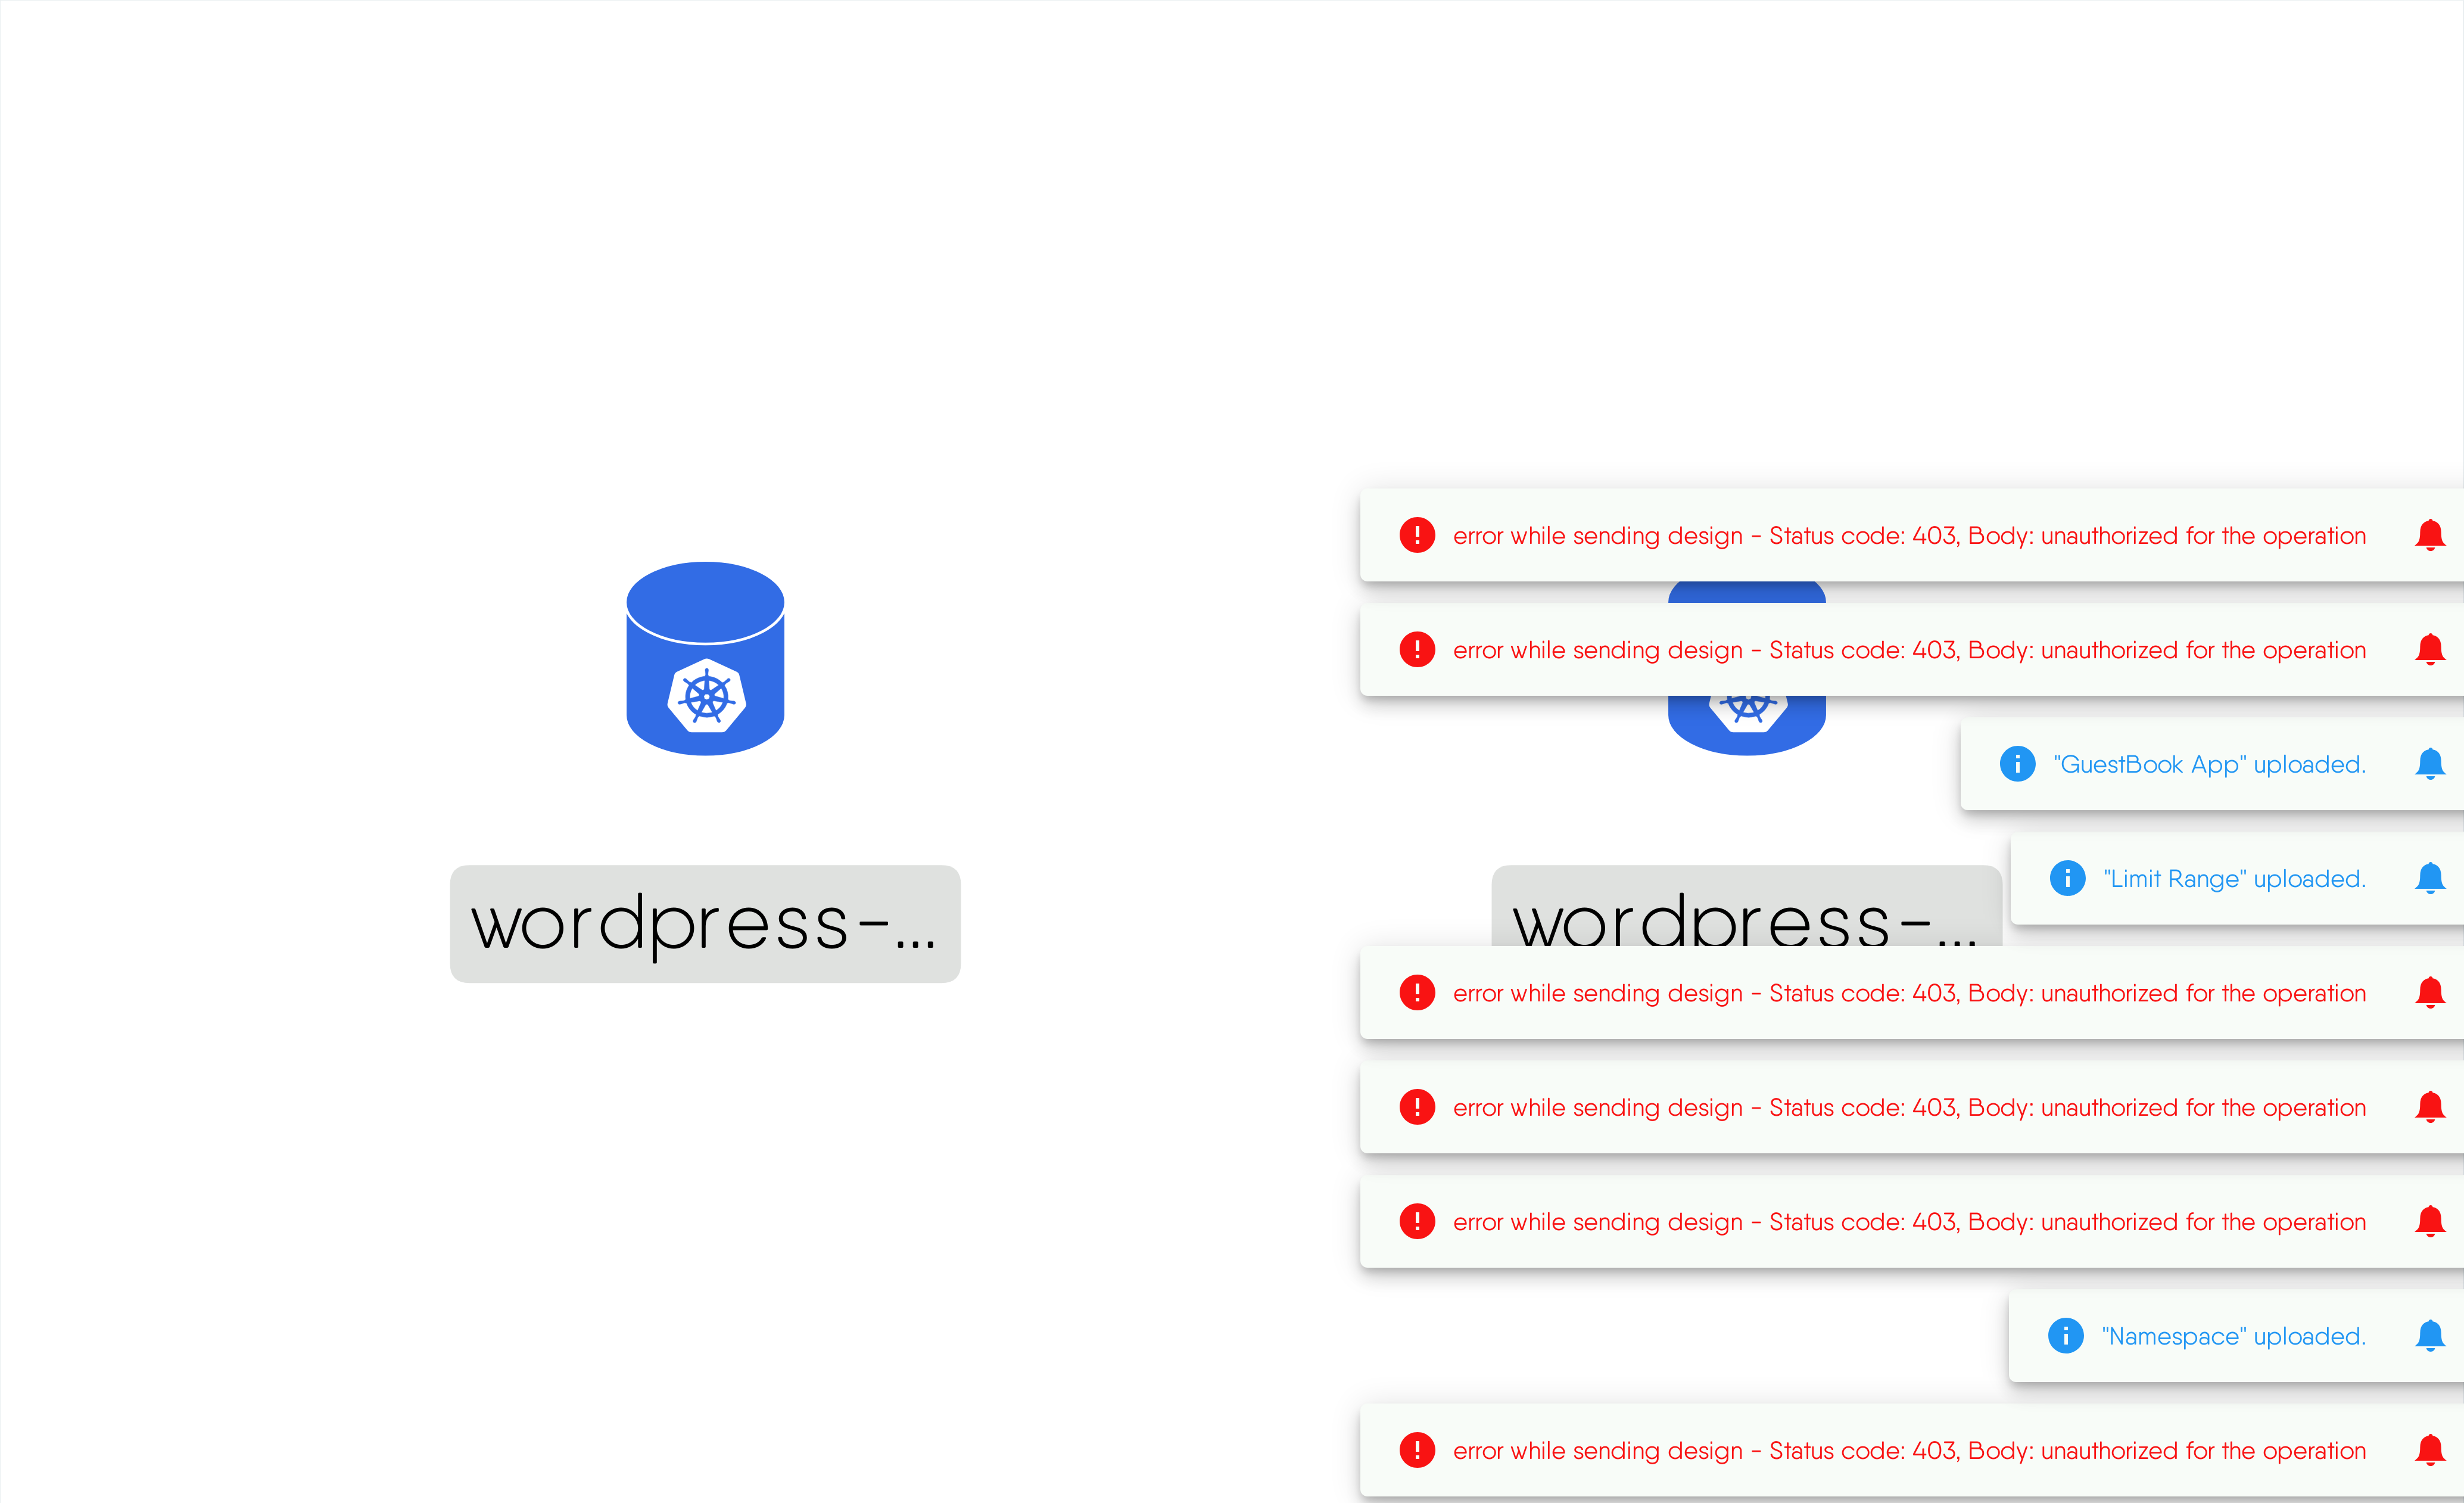 error while sending design - Status code: 403, Body: unauthorized for the operation
error while sending design - Status code: 403, Body: unauthorized for the operation
"GuestBook App" uploaded.
"Limit Range" uploaded.
wordpress-...
wordpress-...
error while sending design - Status code: 403, Body: unauthorized for the operation
error while sending design - Status code: 403, Body: unauthorized for the operation
error while sending design - Status code: 403, Body: unauthorized for the operation
"Namespace" uploaded.
error while sending design - Status code: 403, Body: unauthorized for the operation